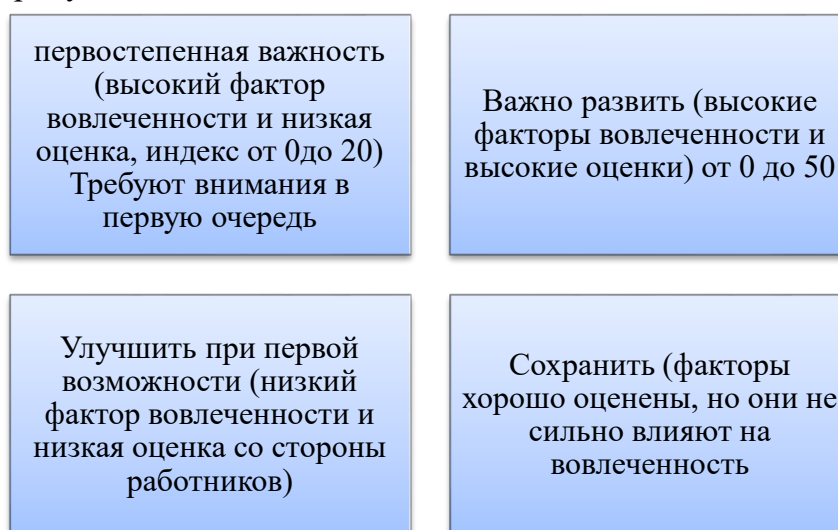 первостепенная важность
(высокий фактор
вовлеченности и низкая
оценка, индекс от 0до 20)
Требуют внимания в
первую очередь
Важно развить (высокие
факторы вовлеченности и
высокие оценки) от 0 до 50
Улучшить при первой
возможности (низкий
фактор вовлеченности и
низкая оценка со стороны
работников)
Сохранить (факторы
хорошо оценены, но они не
сильно влияют на
вовлеченность